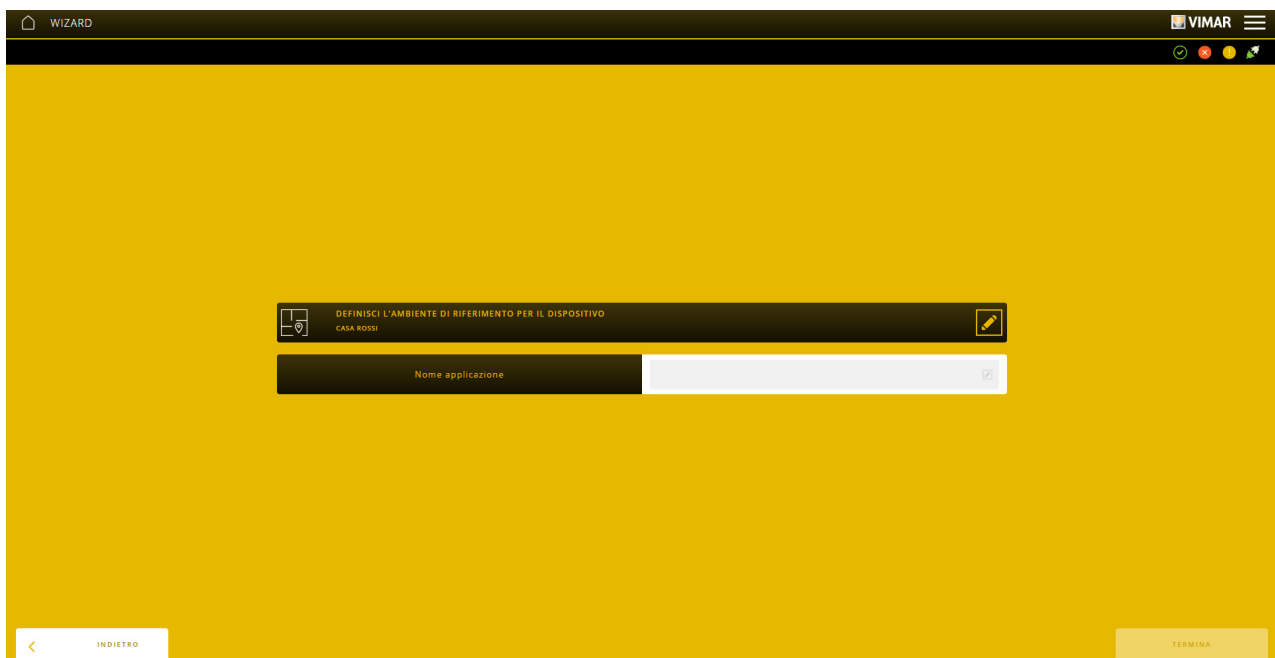 WIZARD
VIMAR
DEFINISCI L'AMBIENTE DI RIFERIMENTO PER IL DISPOSITIVO
CASA ROSSI
Nome applicazione
INDIETRO
TERMINA